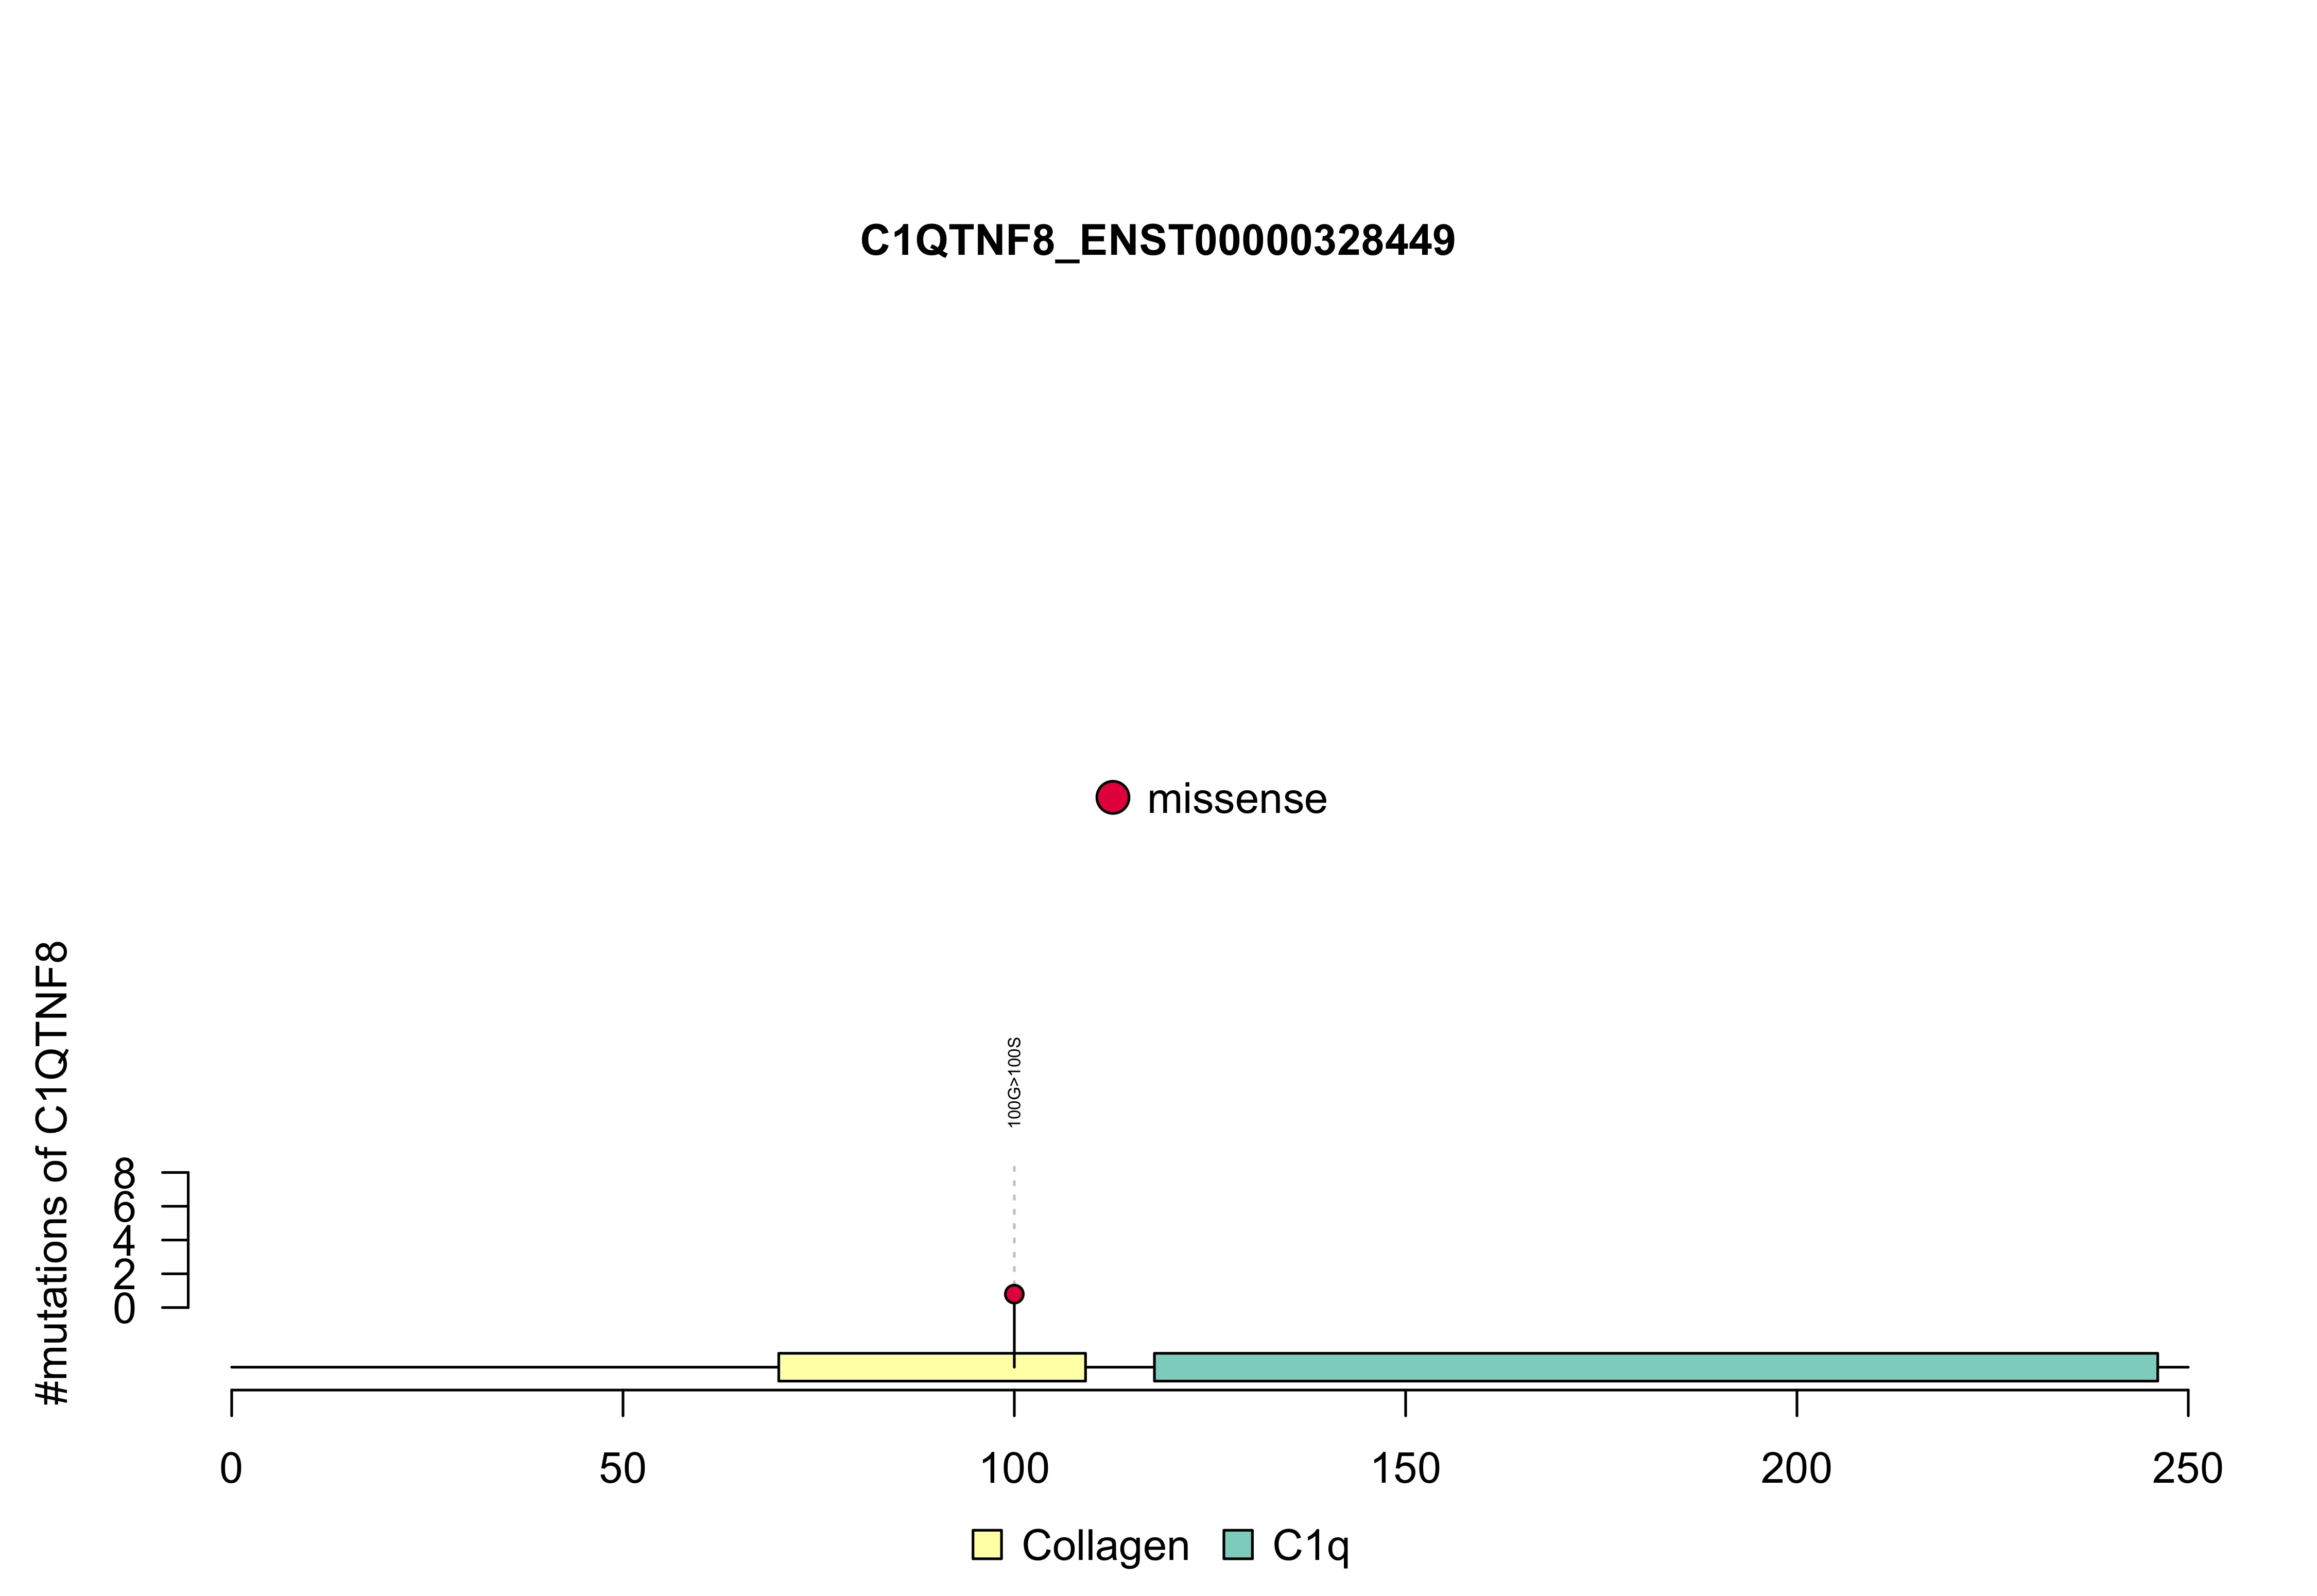 C1QTNF8_ENST00000328449
missense
#mutations of C1QTNF8
100G>100S
8
6
4
2
0
0 50 100 150 200 250
Collagen C1q